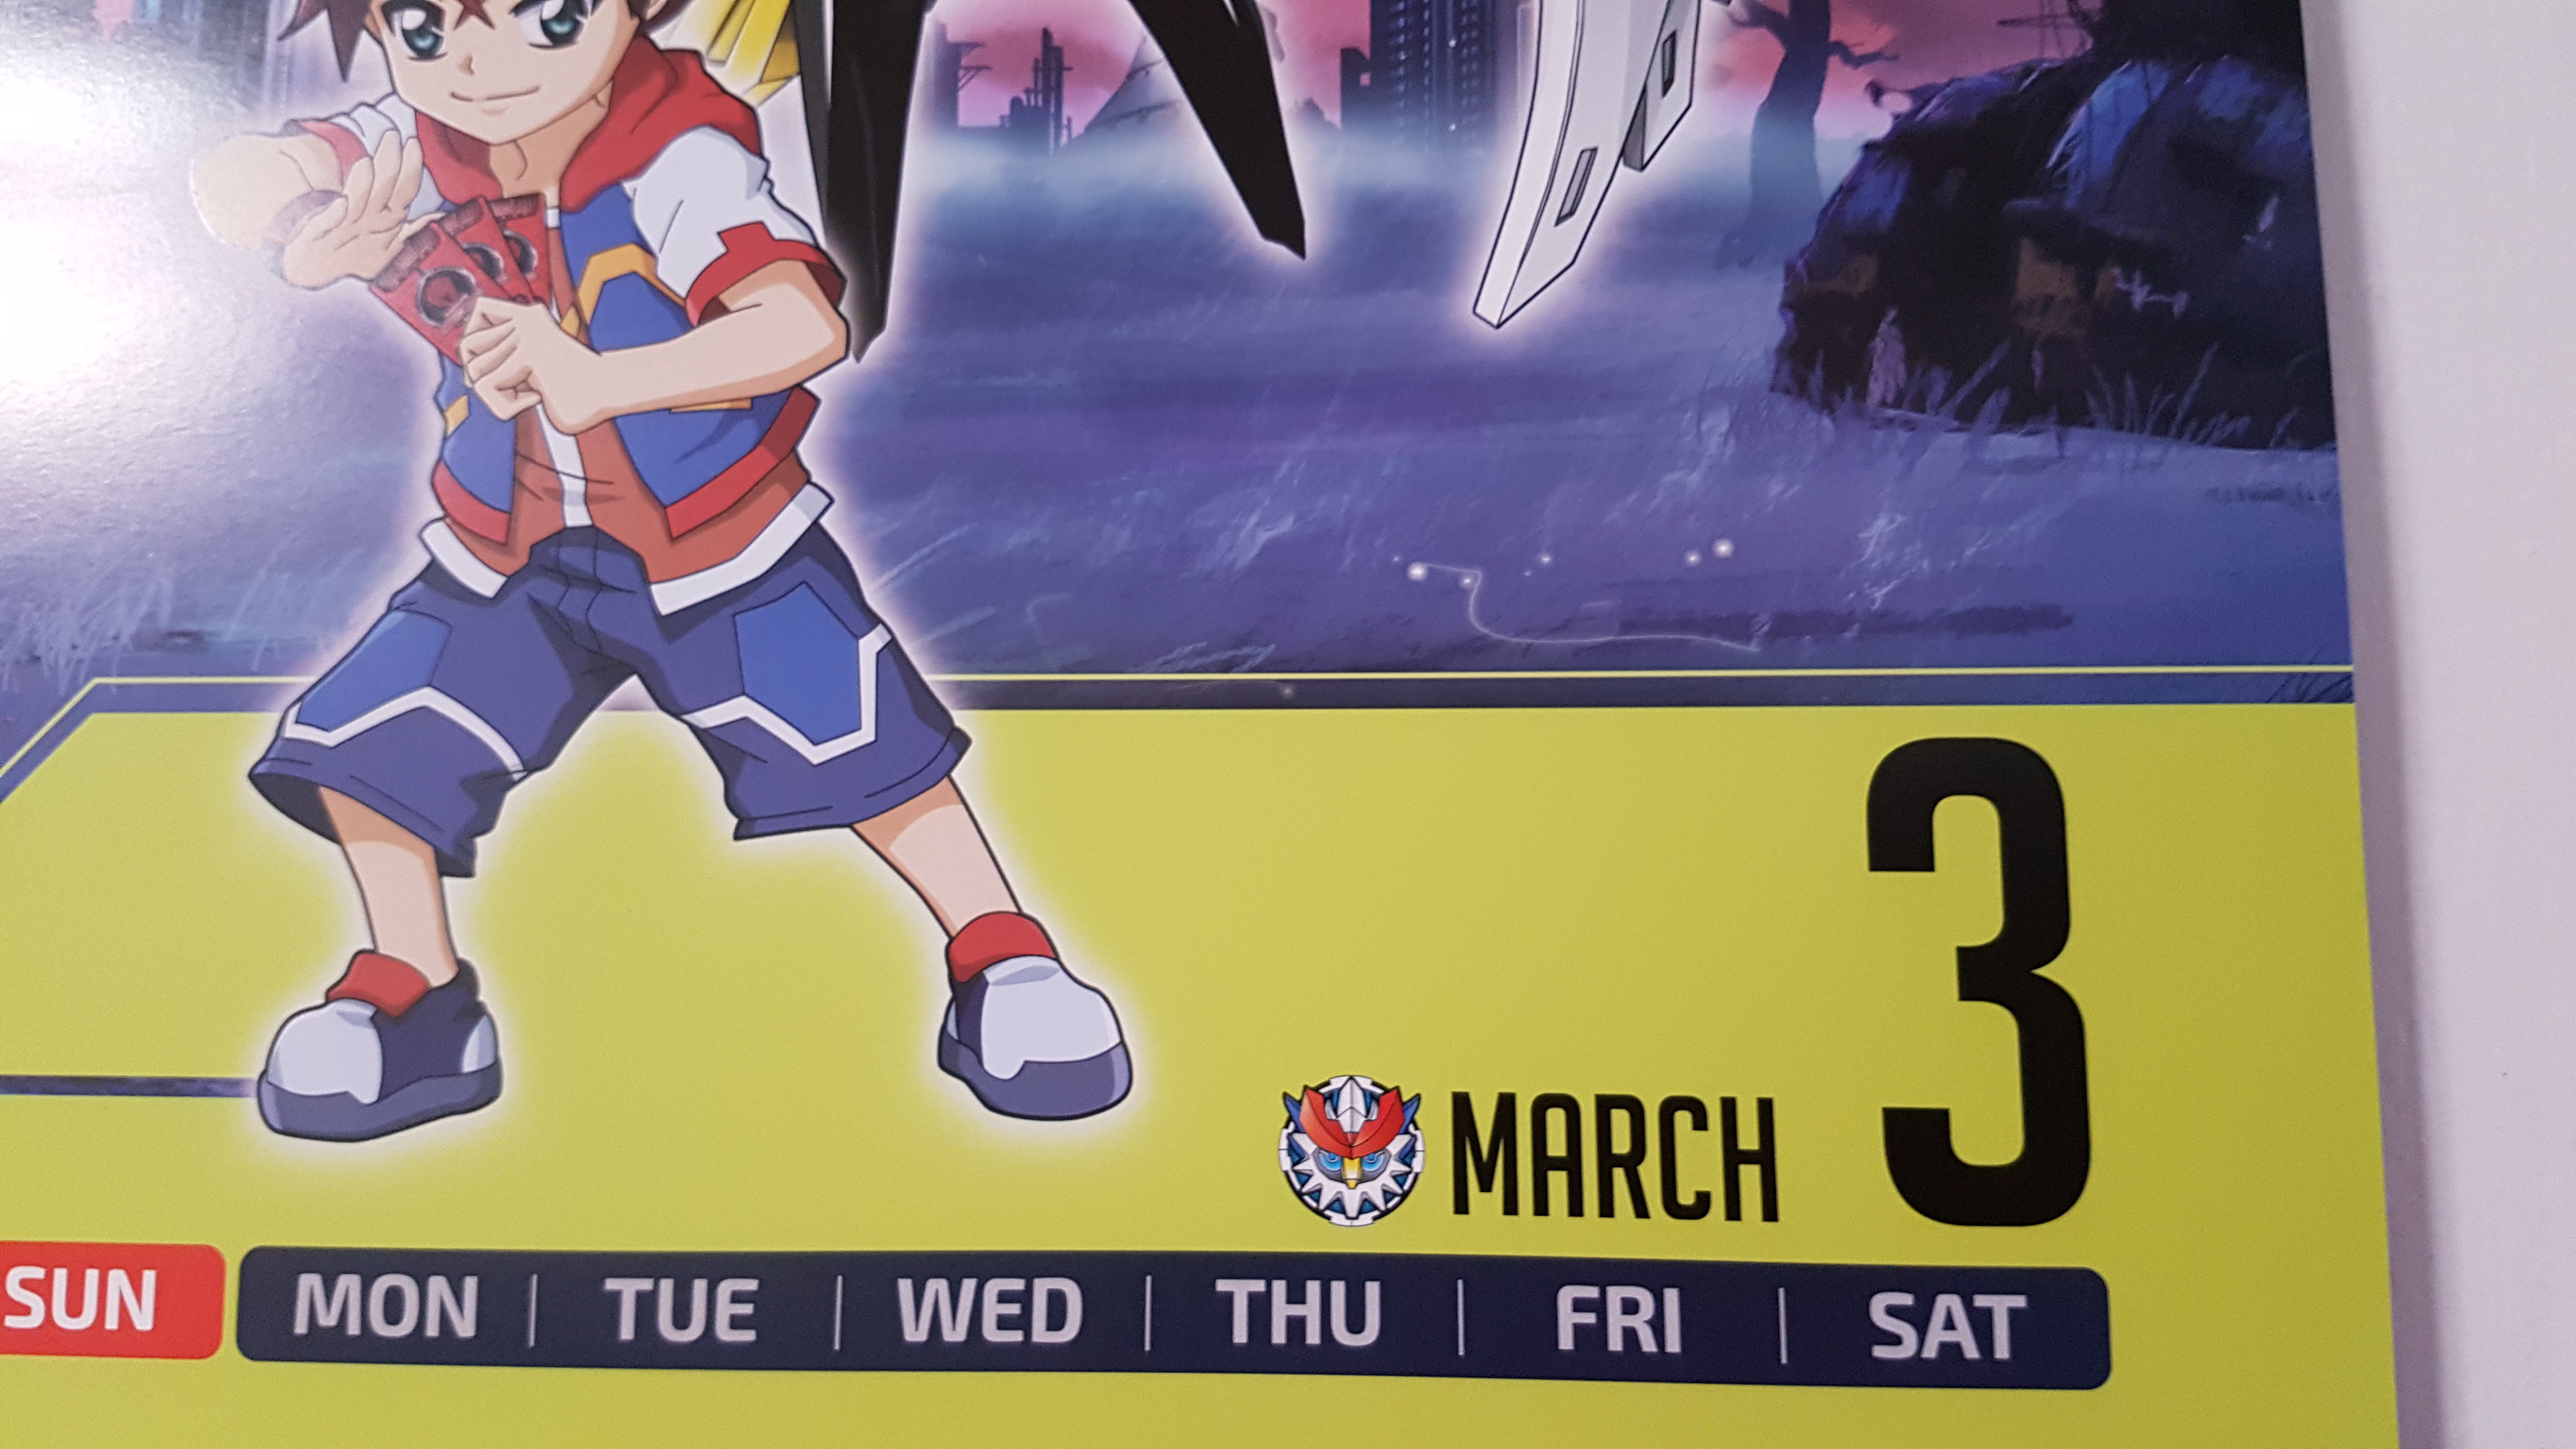 3
MARCH
SUN MON TUE WED THU FRI SAT